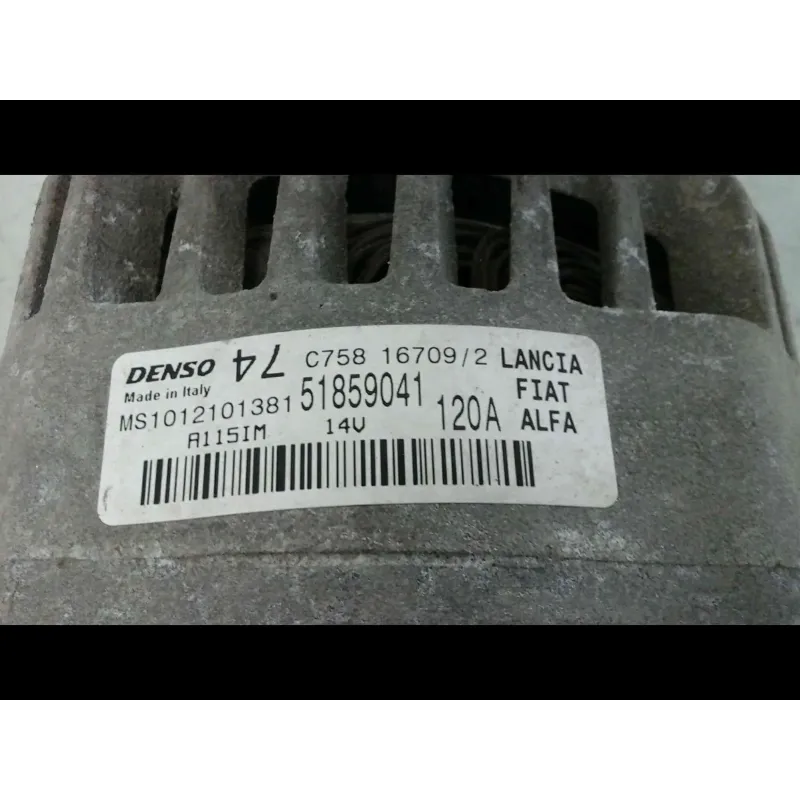 DENSO 74 C758 16709/2 LANCIA
Made in Italy 51859041 FIAT
MS1012101381 120A ALFA
A115IM 14V